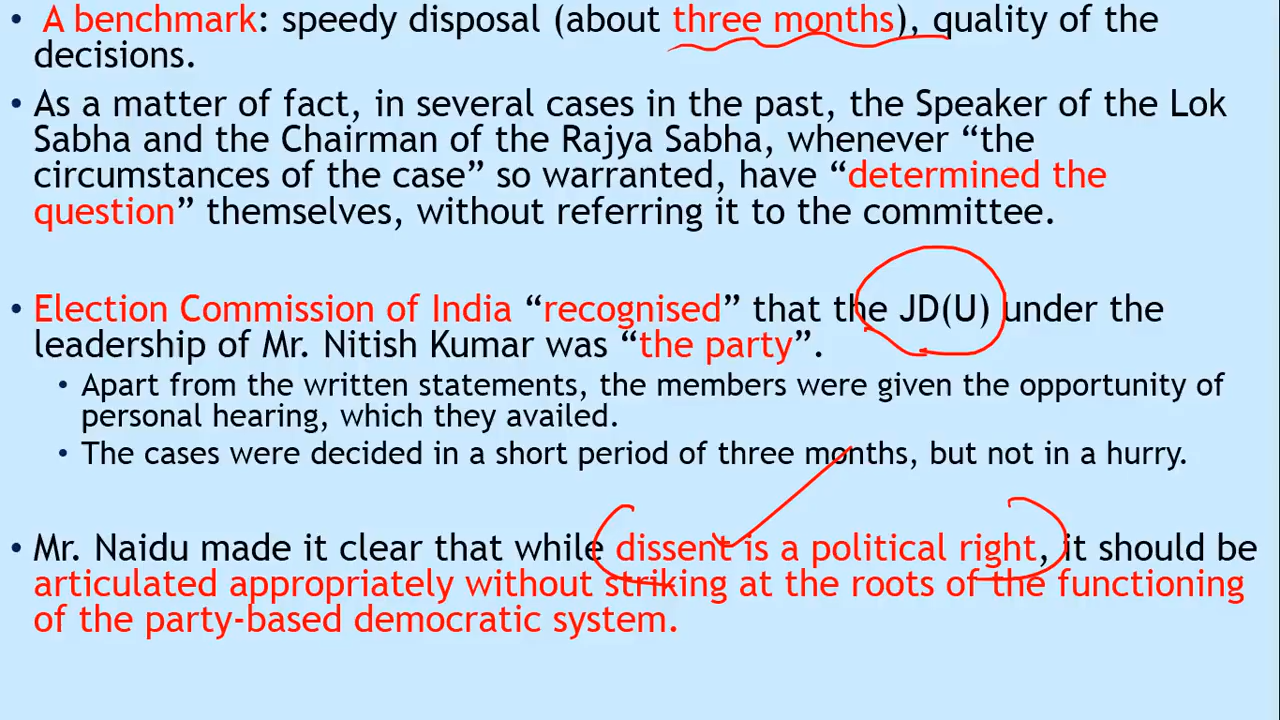 • A benchmark: speedy disposal (about three months), quality of the
decisions.
• As a matter of fact, in several cases in the past, the Speaker of the Lok
Sabha and the Chairman of the Rajya Sabha, whenever “the
circumstances of the case” so warranted, have “determined the
question” themselves, without referring it to the committee.
• Election Commission of India “recognised” that the JD(U) under the
leadership of Mr. Nitish Kumar was “the party”.
• Apart from the written statements, the members were given the opportunity of
personal hearing, which they availed.
• The cases were decided in a short period of three months, but not in a hurry.
• Mr. Naidu made it clear that while dissent is a political right, it should be
articulated appropriately without striking at the roots of the functioning
of the party-based democratic system.